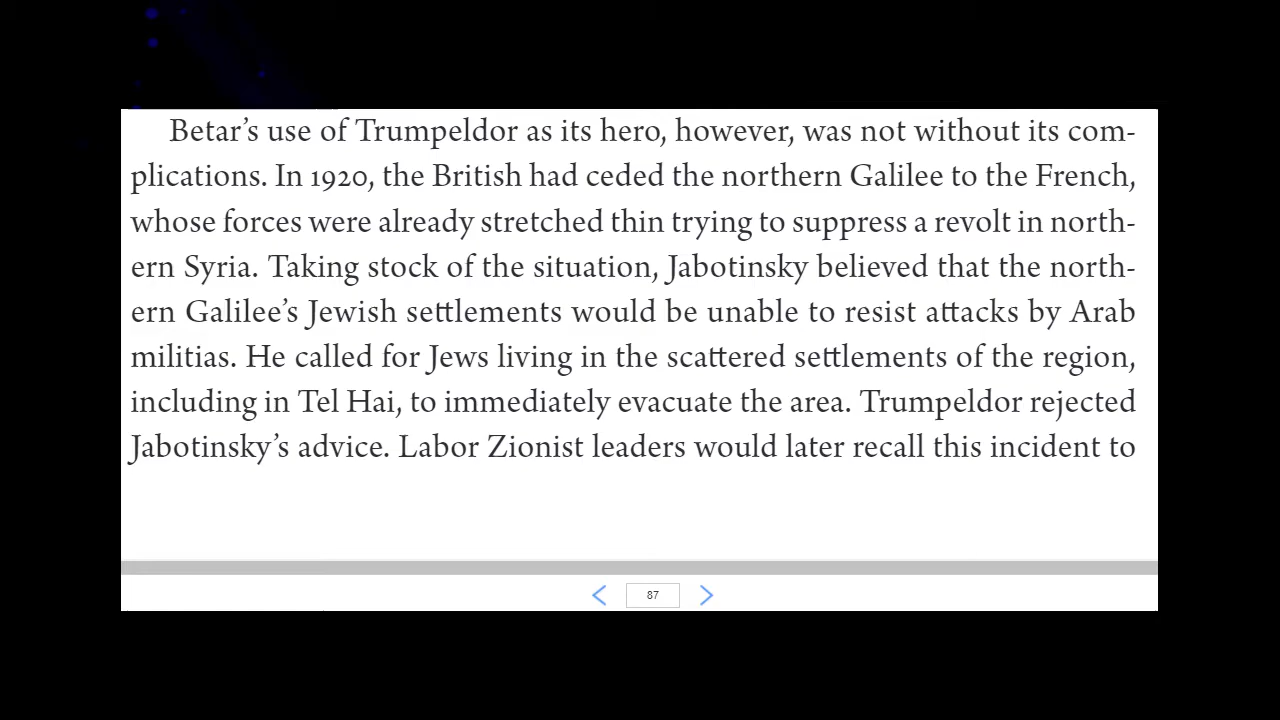 Betar’s use of Trumpeldor as its hero, however, was not without its com-
plications. In 1920, the British had ceded the northern Galilee to the French,
whose forces were already stretched thin trying to suppress a revolt in north-
ern Syria. Taking stock of the situation, Jabotinsky believed that the north-
ern Galilee’s Jewish settlements would be unable to resist attacks by Arab
militias. He called for Jews living in the scattered settlements of the region,
including in Tel Hai, to immediately evacuate the area. Trumpeldor rejected
Jabotinsky’s advice. Labor Zionist leaders would later recall this incident to
87